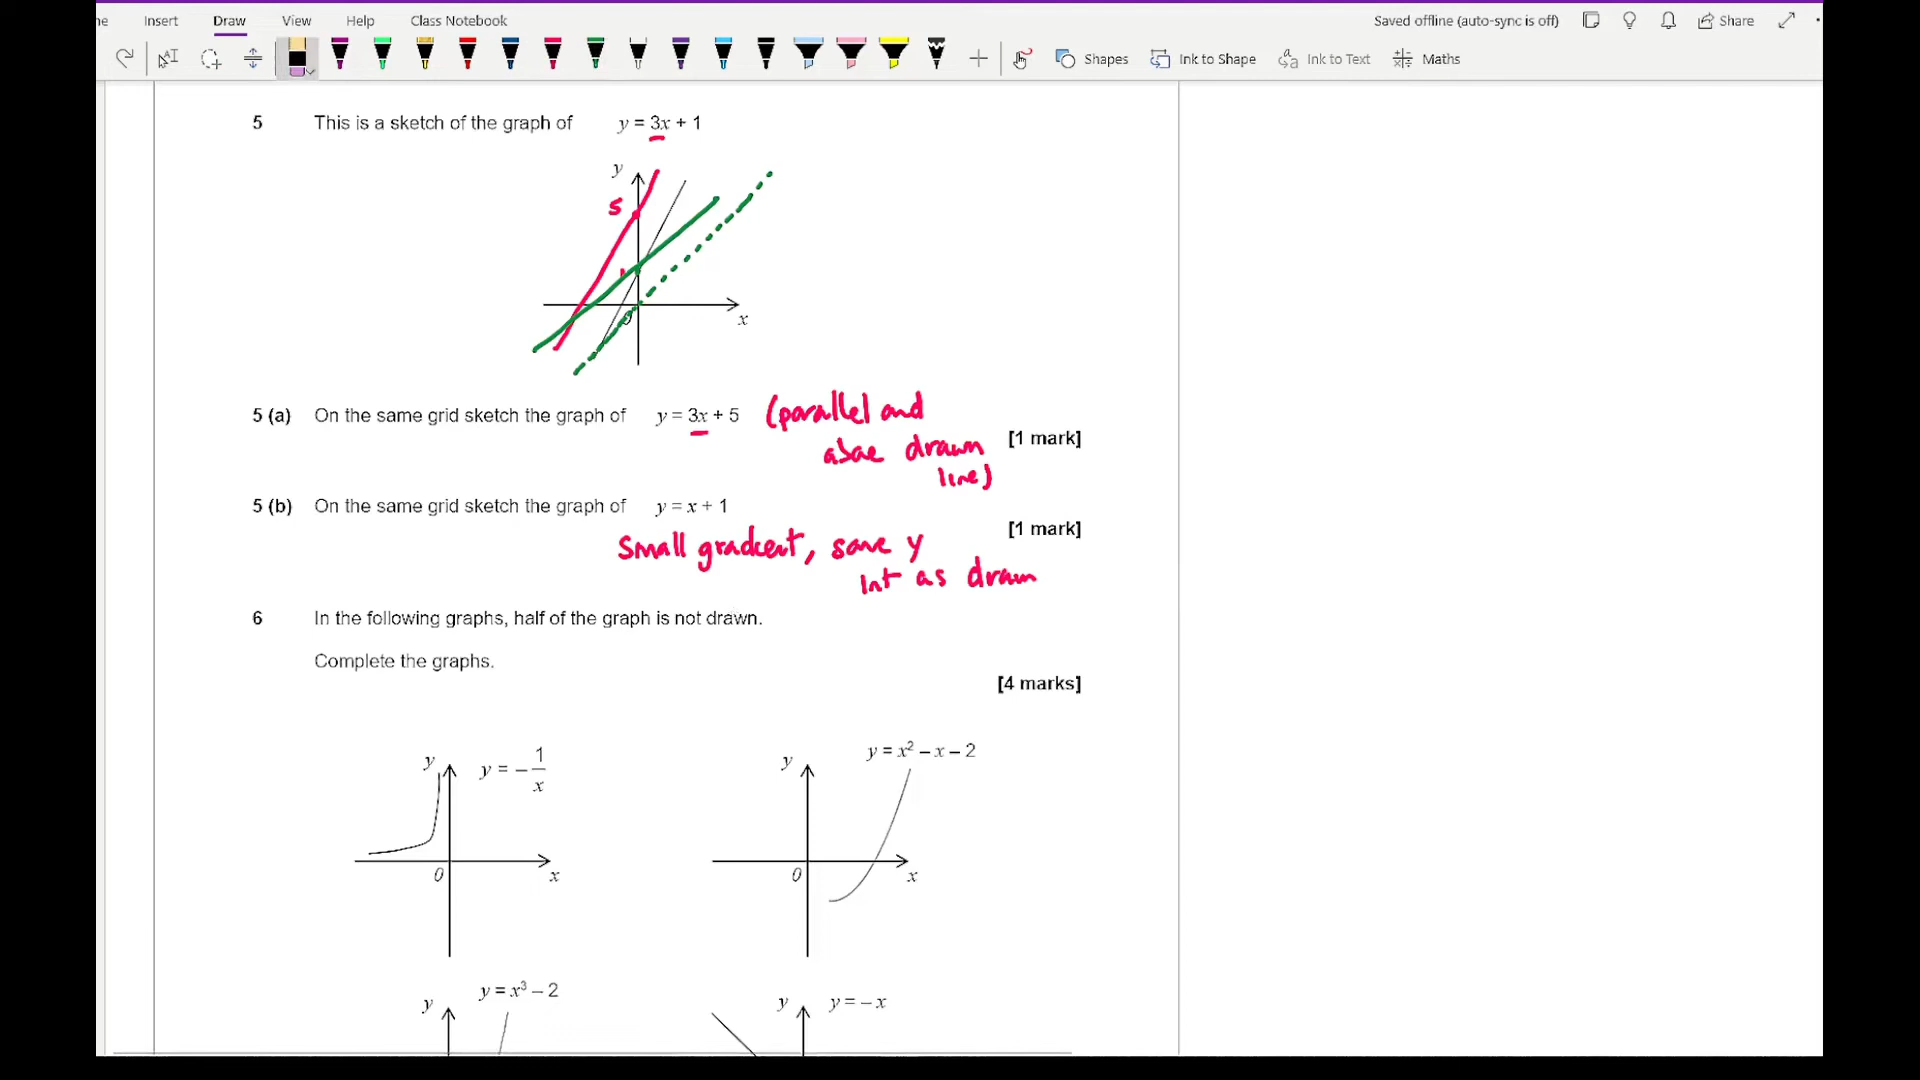 ne Insert Draw View Help Class Notebook Saved offline (auto-sync is off) Share
Shapes Ink to Shape Ink to Text Maths
5 This is a sketch of the graph of y = 3x + 1
y
5
1
0
x
5 (a) On the same grid sketch the graph of y = 3x + 5 (parallel and
above drawn
[1 mark]
line)
5 (b) On the same grid sketch the graph of y = x + 1
[1 mark]
Small gradient, same y
int as drawn
6 In the following graphs, half of the graph is not drawn.
Complete the graphs.
[4 marks]
y y = – 1/x
0 x
y y = x² – x – 2
0 x
y y = x³ – 2
y y = – x